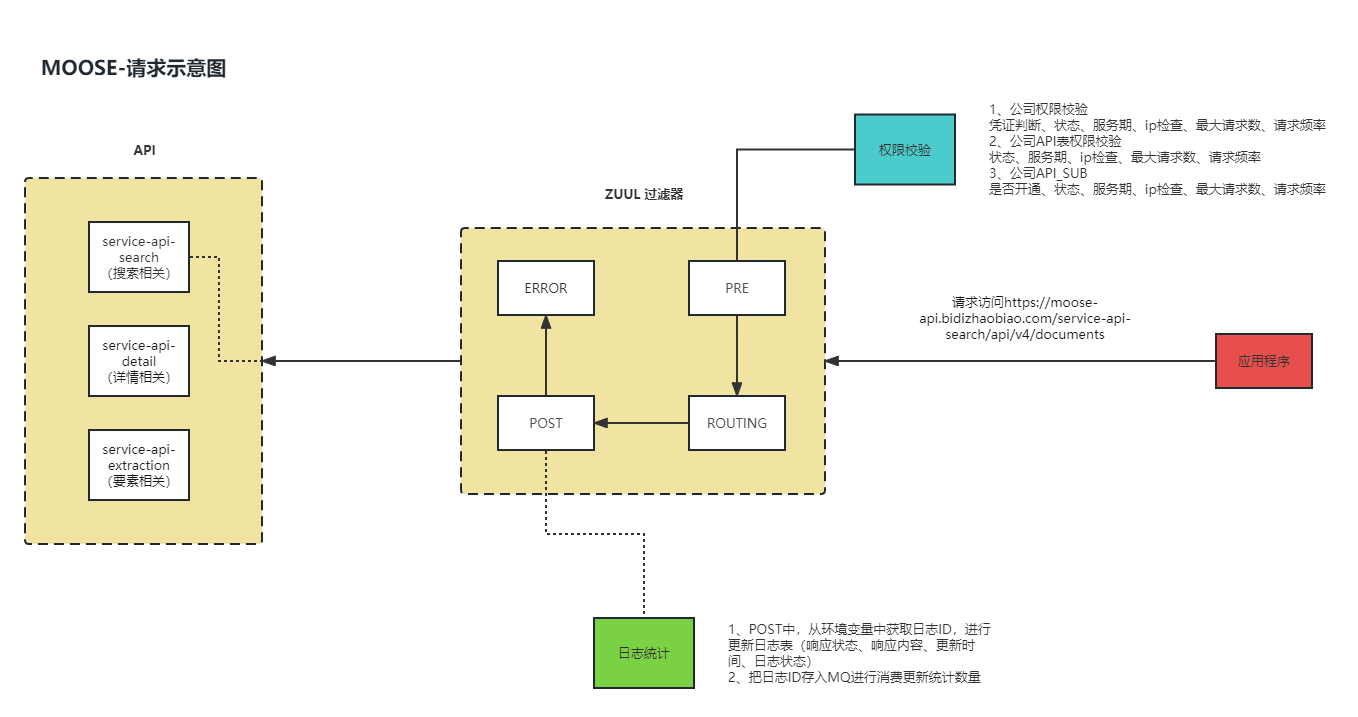 MOOSE-请求示意图
API
service-api-
search
（搜索相关）
service-api-
detail
（详情相关）
service-api-
extraction
（要素相关）
ZUUL 过滤器
ERROR
PRE
POST
ROUTING
权限校验
1、公司权限校验
凭证判断、状态、服务期、ip检查、最大请求数、请求频率
2、公司API表权限校验
状态、服务期、ip检查、最大请求数、请求频率
3、公司API_SUB
是否开通、状态、服务期、ip检查、最大请求数、请求频率
请求访问https://moose-
api.bidizhaobiao.com/service-api-
search/api/v4/documents
应用程序
日志统计
1、POST中，从环境变量中获取日志ID，进行
更新日志表（响应状态、响应内容、更新时
间、日志状态）
2、把日志ID存入MQ进行消费更新统计数量